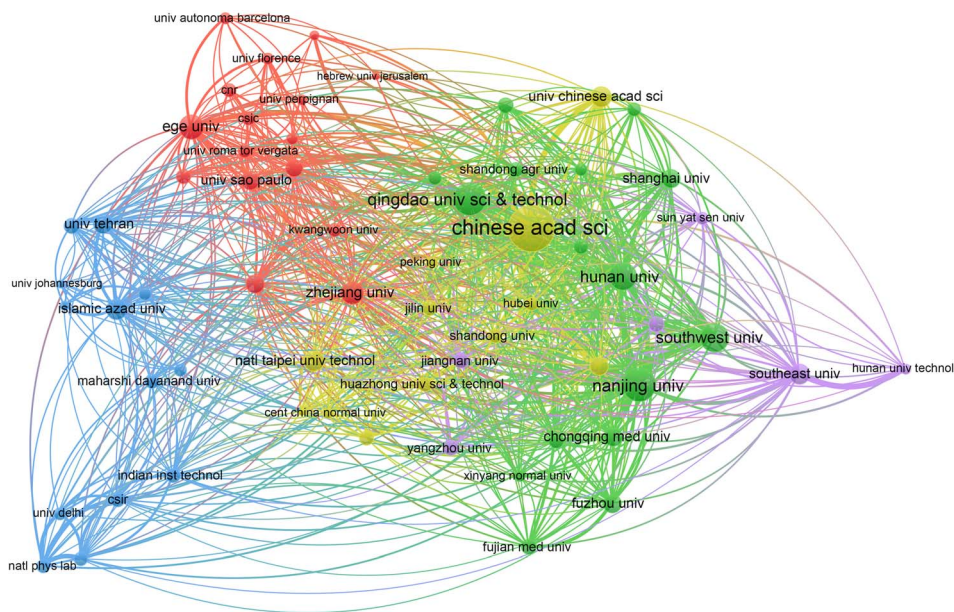 univ autonoma barcelona
univ florence
hebrew univ jerusalem
cnr
univ perpignan
univ chinese acad sci
csic
ege univ
univ roma tor vergata
shandong agr univ
univ sao paulo
shanghai univ
qingdao univ sci & technol
sun yat sen univ
univ tehran
kwangwoon univ
chinese acad sci
peking univ
hunan univ
univ johannesburg
zhejiang univ
islamic azad univ
jilin univ
hubei univ
shandong univ
southwest univ
natl taipei univ technol
jiangnan univ
hunan univ technol
maharshi dayanand univ
huazhong univ sci & technol
southeast univ
nanjing univ
cent china normal univ
chongqing med univ
yangzhou univ
indian inst technol
xinyang normal univ
csir
fuzhou univ
univ delhi
fujian med univ
natl phys lab